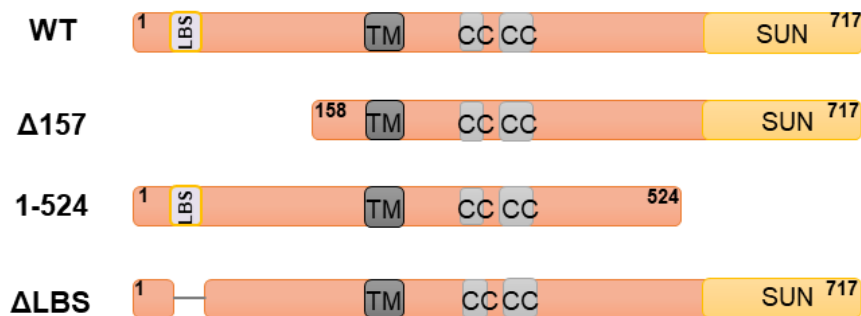 WT 1 LBS TM CC CC SUN 717
Δ157 158 TM CC CC SUN 717
1-524 1 LBS TM CC CC 524
ΔLBS 1 TM CC CC SUN 717